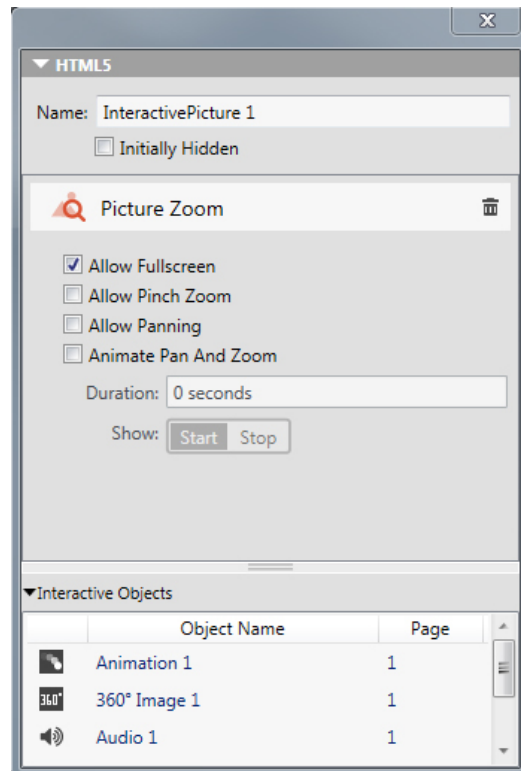 HTML5
Name: InteractivePicture 1
Initially Hidden
Picture Zoom
Allow Fullscreen
Allow Pinch Zoom
Allow Panning
Animate Pan And Zoom
Duration: 0 seconds
Show: Start Stop
Interactive Objects
Object Name Page
Animation 1 1
360° 360° Image 1 1
Audio 1 1